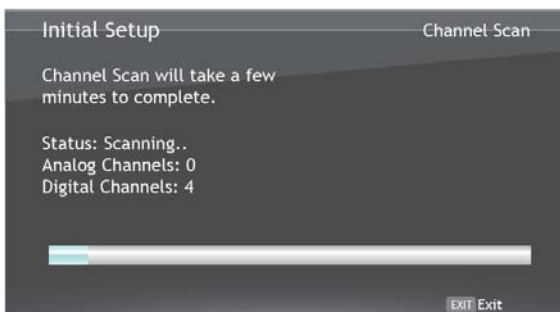 Initial Setup
Channel Scan
Channel Scan will take a few
minutes to complete.
Status: Scanning..
Analog Channels: 0
Digital Channels: 4
EXIT Exit